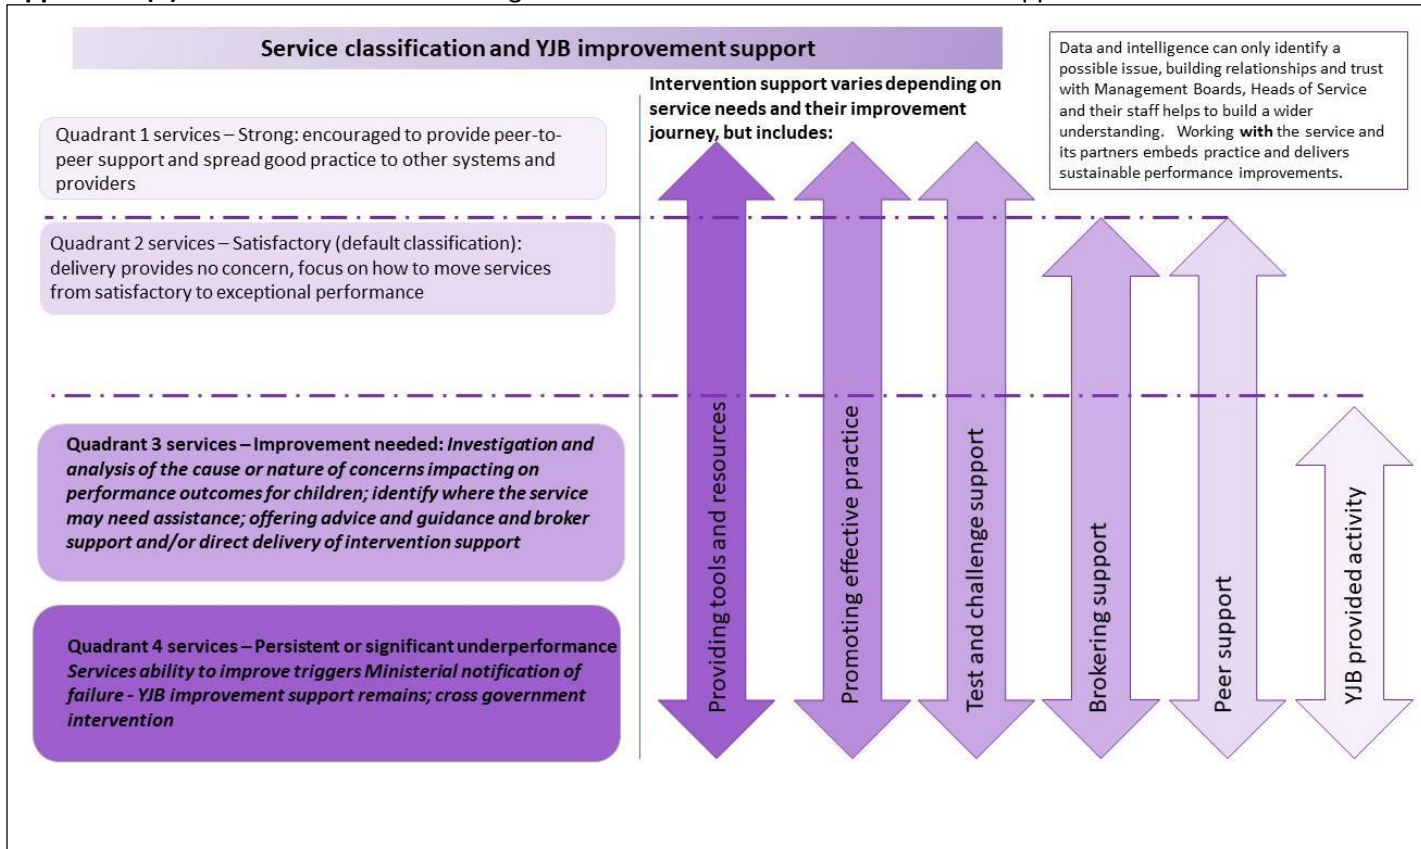 Service classification and YJB improvement support
Data and intelligence can only identify a
possible issue, building relationships and trust
with Management Boards, Heads of Service
and their staff helps to build a wider
understanding. Working with the service and
its partners embeds practice and delivers
sustainable performance improvements.
Intervention support varies depending on
service needs and their improvement
journey, but includes:
Quadrant 1 services – Strong: encouraged to provide peer-to-
peer support and spread good practice to other systems and
providers
Quadrant 2 services – Satisfactory (default classification):
delivery provides no concern, focus on how to move services
from satisfactory to exceptional performance
Quadrant 3 services – Improvement needed: Investigation and
analysis of the cause or nature of concerns impacting on
performance outcomes for children; identify where the service
may need assistance; offering advice and guidance and broker
support and/or direct delivery of intervention support
Quadrant 4 services – Persistent or significant underperformance
Services ability to improve triggers Ministerial notification of
failure - YJB improvement support remains; cross government
intervention
Providing tools and resources
Promoting effective practice
Test and challenge support
Brokering support
Peer support
YJB provided activity